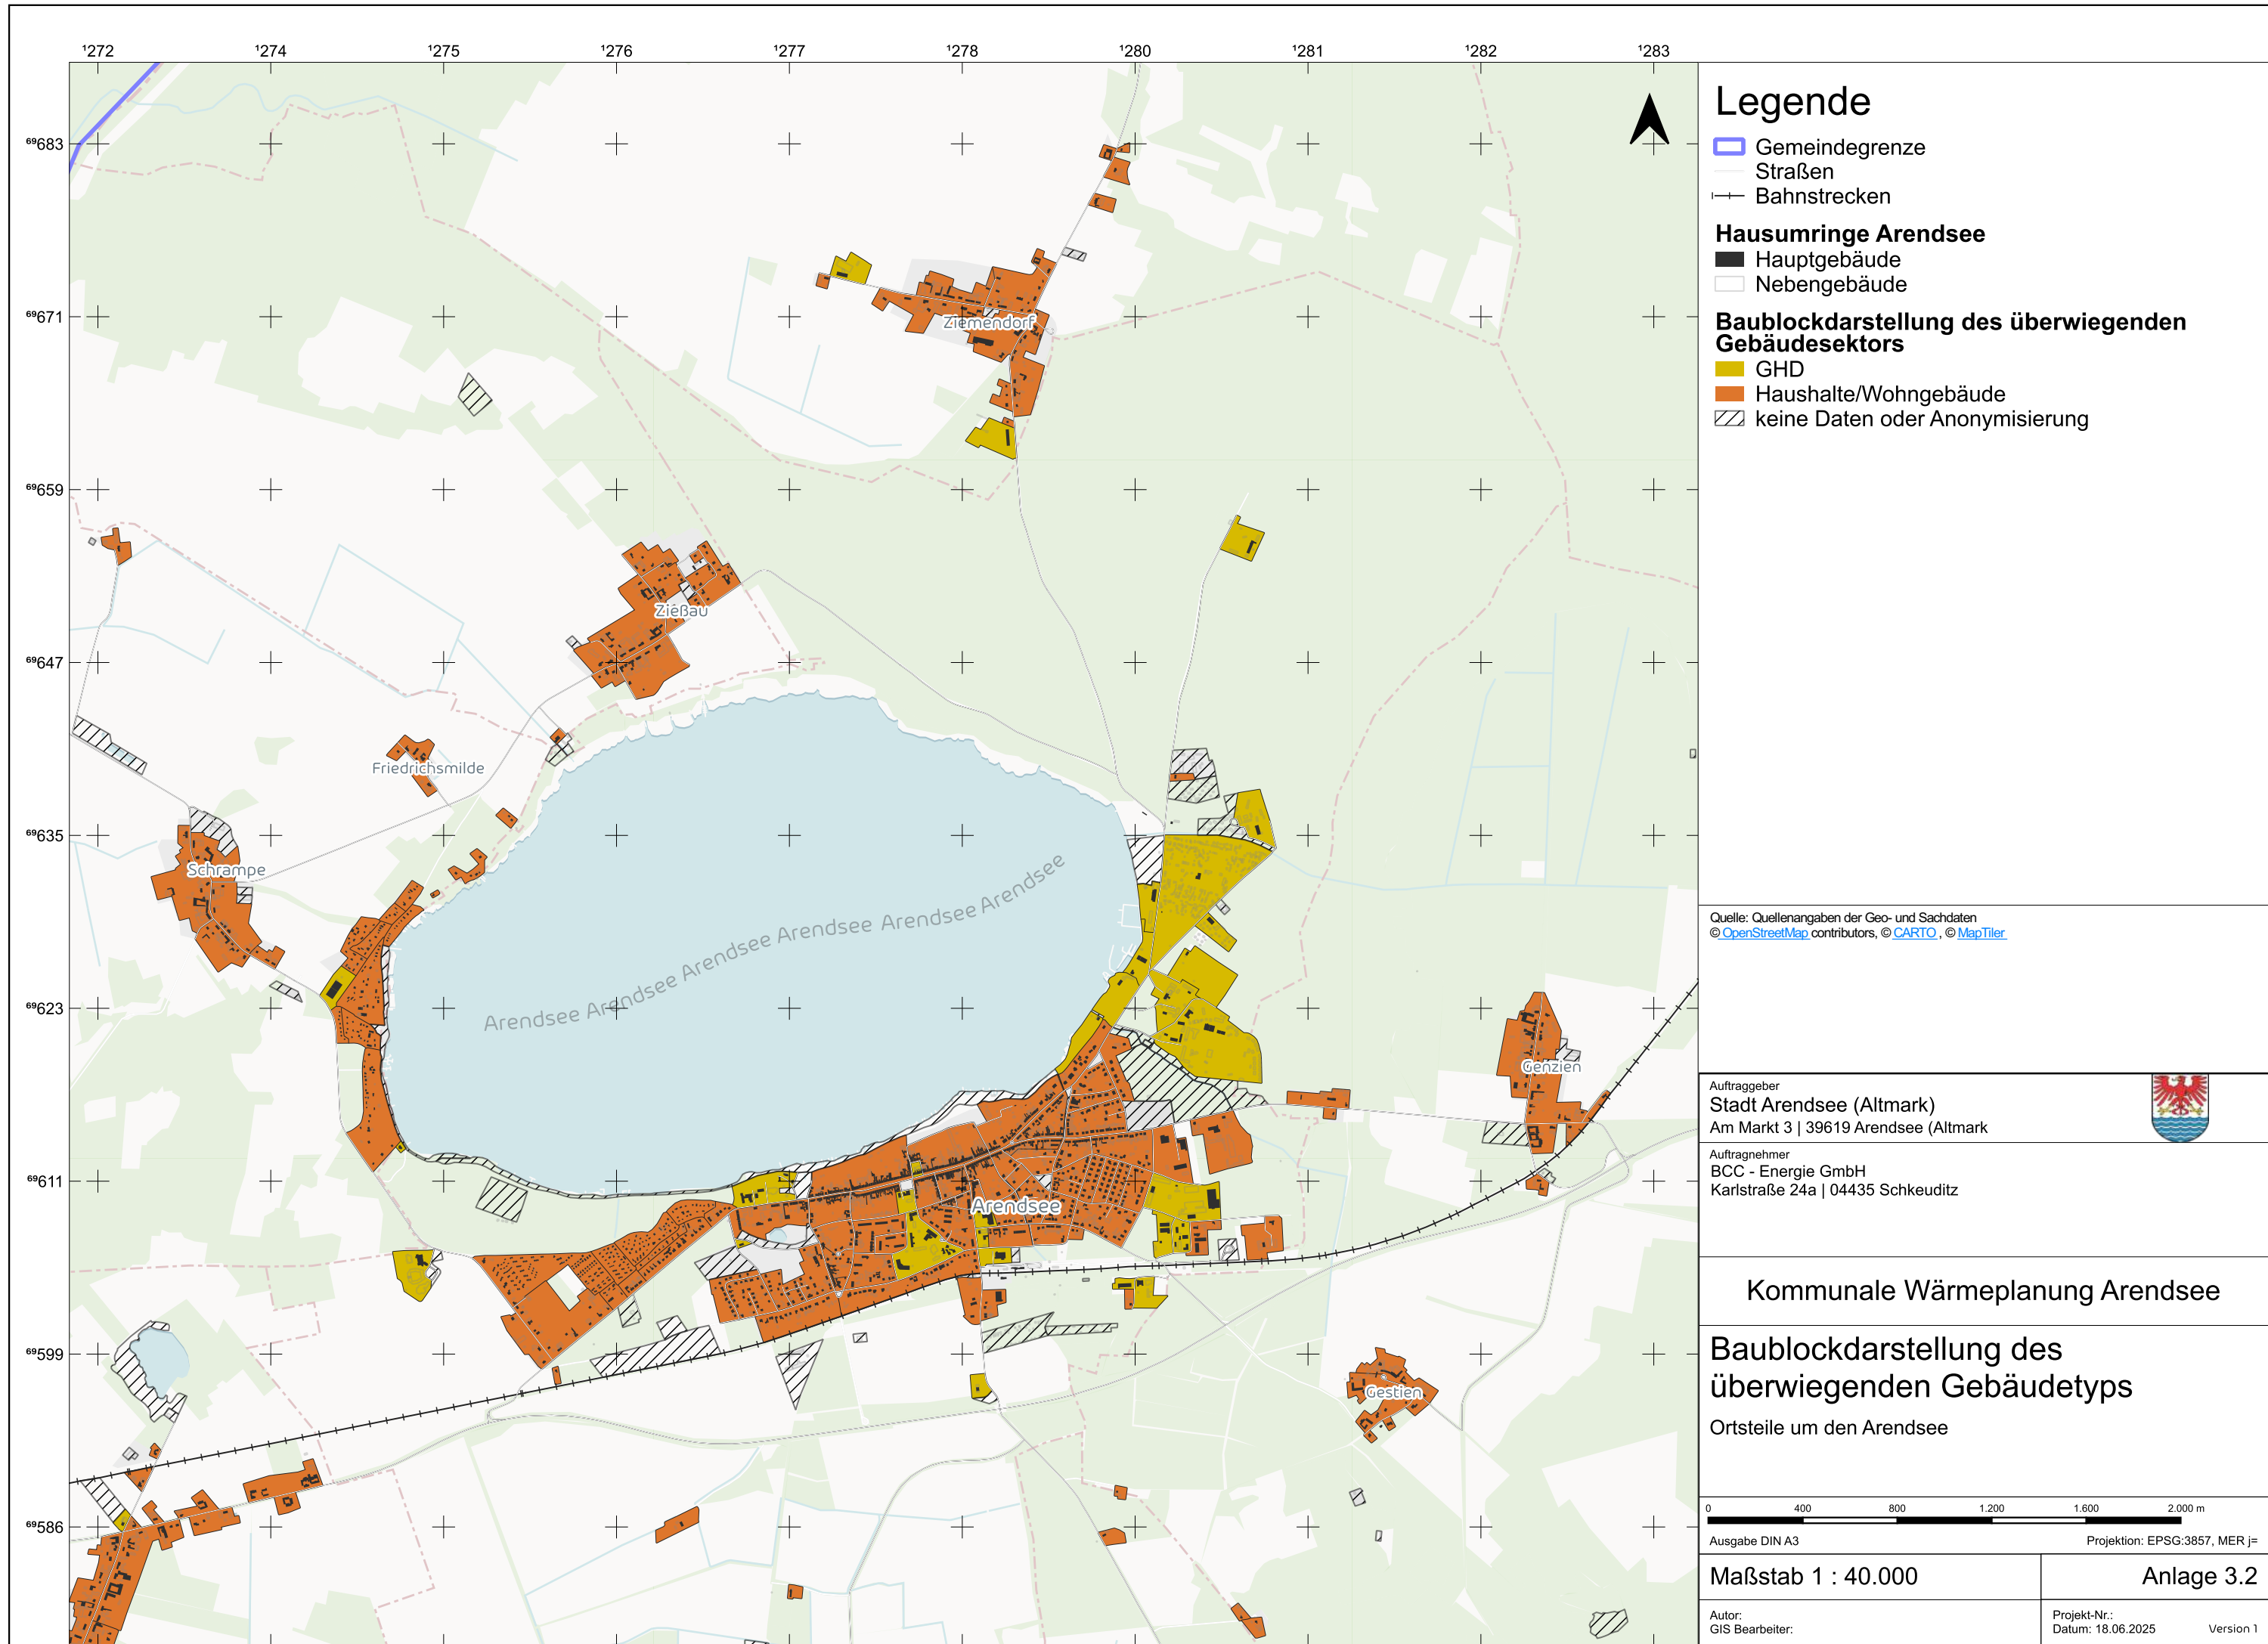 ¹272 ¹274 ¹275 ¹276 ¹277 ¹278 ¹280 ¹281 ¹282 ¹283
⁶⁹683
⁶⁹671
⁶⁹659
⁶⁹647
⁶⁹635
⁶⁹623
⁶⁹611
⁶⁹599
⁶⁹586
Ziemendorf
Zießau
Friedrichsmilde
Schrampe
Arendsee Arendsee Arendsee Arendsee Arendsee Arendsee
Genzien
Arendsee
Gestien
Legende
Gemeindegrenze
Straßen
Bahnstrecken
Hausumringe Arendsee
Hauptgebäude
Nebengebäude
Baublockdarstellung des überwiegenden
Gebäudesektors
GHD
Haushalte/Wohngebäude
keine Daten oder Anonymisierung
Quelle: Quellenangaben der Geo- und Sachdaten
© OpenStreetMap contributors, © CARTO , © MapTiler
Auftraggeber
Stadt Arendsee (Altmark)
Am Markt 3 | 39619 Arendsee (Altmark
Auftragnehmer
BCC - Energie GmbH
Karlstraße 24a | 04435 Schkeuditz
Kommunale Wärmeplanung Arendsee
Baublockdarstellung des
überwiegenden Gebäudetyps
Ortsteile um den Arendsee
0 400 800 1.200 1.600 2.000 m
Ausgabe DIN A3 Projektion: EPSG:3857, MER j=
Maßstab 1 : 40.000 Anlage 3.2
Autor: Projekt-Nr.:
GIS Bearbeiter: Datum: 18.06.2025 Version 1